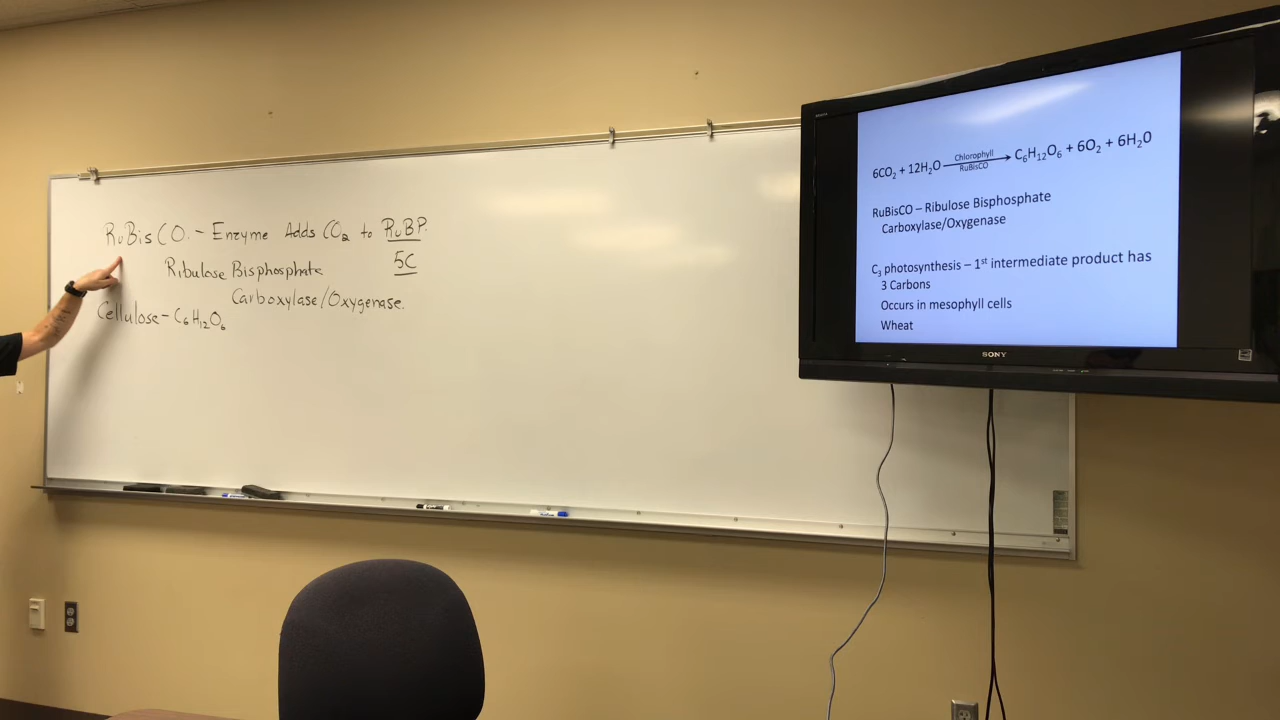 RuBisCO. - Enzyme Adds CO₂ to RuBP.
5C
Ribulose Bisphosphate
Carboxylase/Oxygenase.
Cellulose - C₆H₁₂O₆
6CO₂ + 12H₂O Chlorophyll RuBisCO → C₆H₁₂O₆ + 6O₂ + 6H₂O
RuBisCO – Ribulose Bisphosphate
Carboxylase/Oxygenase
C₃ photosynthesis – 1st intermediate product has
3 Carbons
Occurs in mesophyll cells
Wheat
SONY